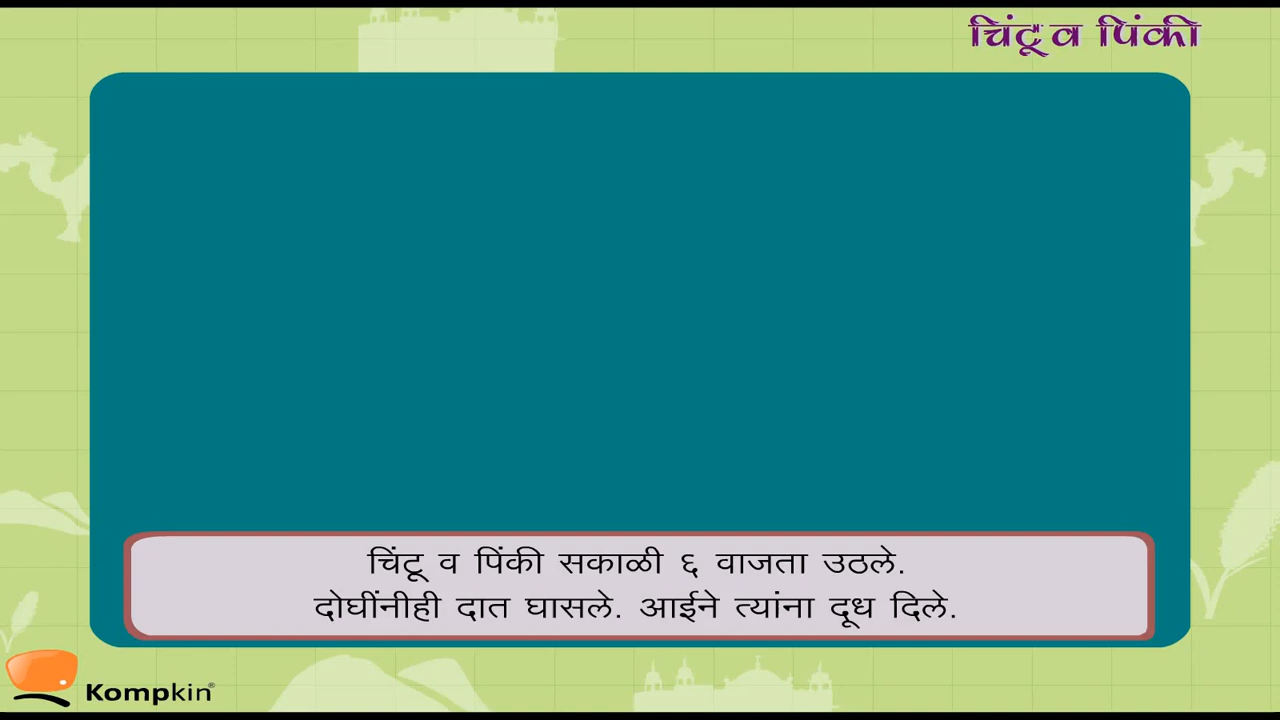 चिंटू व पिंकी
चिंटू व पिंकी सकाळी ६ वाजता उठले.
दोघींनीही दात घासले. आईने त्यांना दूध दिले.
Kompkin®